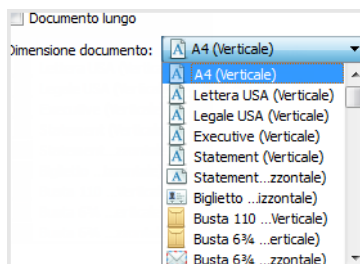 Documento lungo
Dimensione documento: A4 (Verticale)
A4 (Verticale)
Lettera USA (Verticale)
Legale USA (Verticale)
Executive (Verticale)
Statement (Verticale)
Statement...zzontale)
Biglietto ...izzontale)
Busta 110 ...Verticale)
Busta 6¾ ...erticale)
Busta 6¾ ...zzontale)